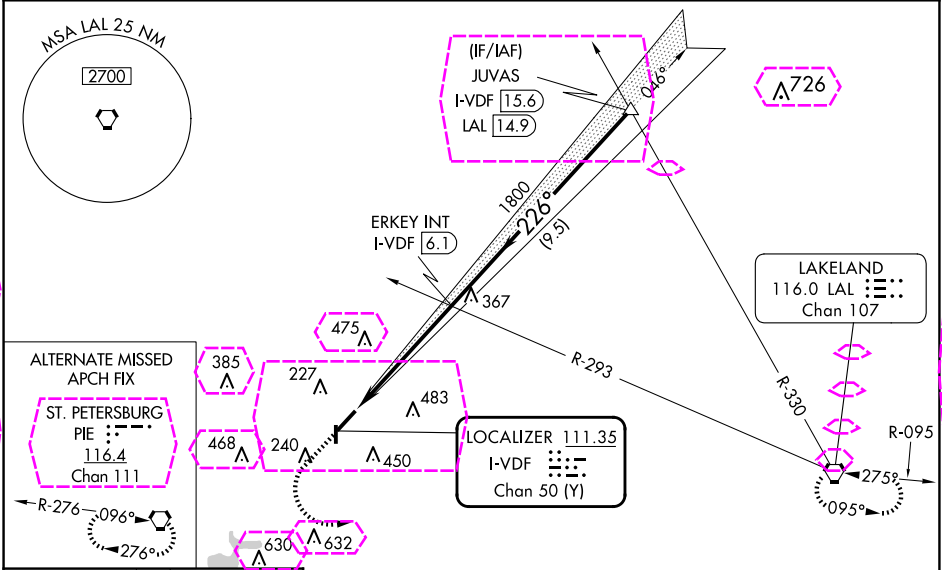 MSA LAL 25 NM
2700
(IF/IAF)
JUVAS
I-VDF 15.6
LAL 14.9
046°
726
1800
226°
(9.5)
ERKEY INT
I-VDF 6.1
367
LAKELAND
116.0 LAL
Chan 107
475
R-293
R-330
ALTERNATE MISSED
APCH FIX
385
227
483
ST. PETERSBURG
PIE
116.4
Chan 111
468
240
450
LOCALIZER 111.35
I-VDF
Chan 50 (Y)
R-095
275°
095°
R-276
096°
276°
630
632